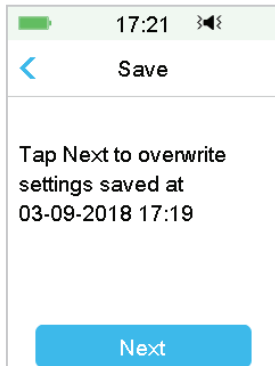 17:21
Save
Tap Next to overwrite
settings saved at
03-09-2018 17:19
Next